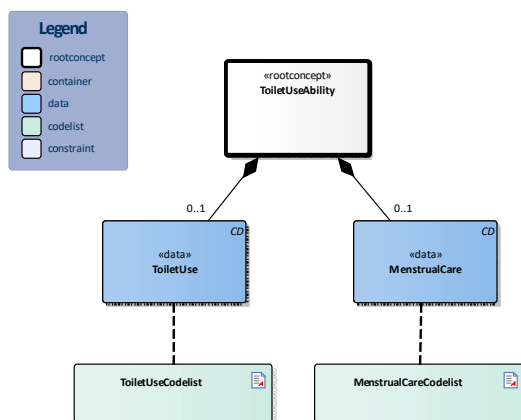 Legend
rootconcept
container
data
codelist
constraint
«rootconcept»
ToiletUseAbility
0..1
0..1
CD
«data»
ToiletUse
CD
«data»
MenstrualCare
ToiletUseCodelist
MenstrualCareCodelist